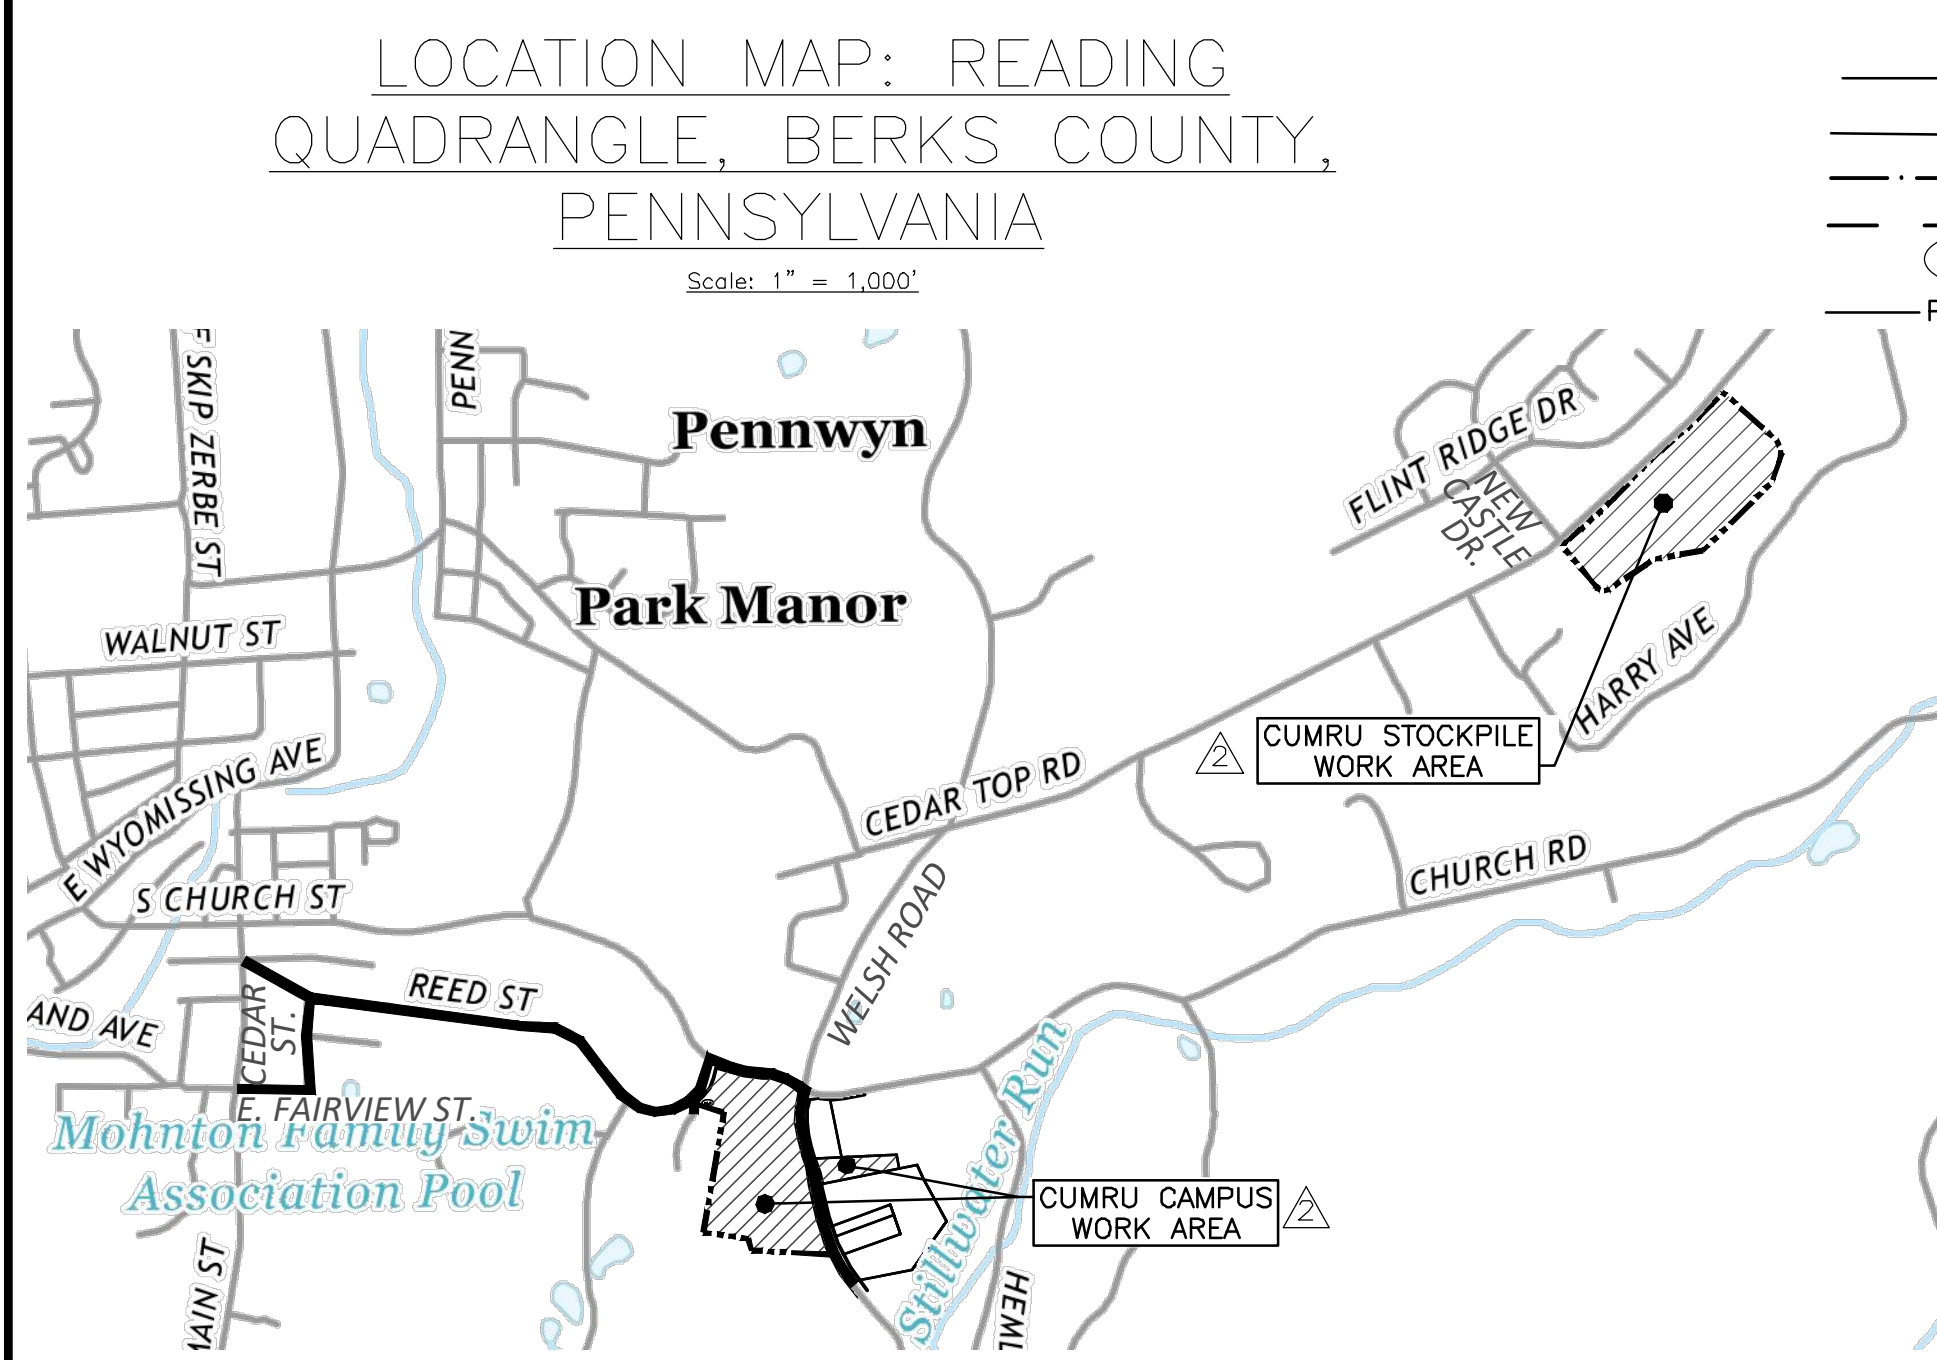 LOCATION MAP: READING
QUADRANGLE, BERKS COUNTY,
PENNSYLVANIA
Scale: 1" = 1,000'
F SKIP ZERBE ST
PENN
Pennwyn
FLINT RIDGE DR
NEW
CASTLE
DR.
Park Manor
WALNUT ST
HARRY AVE
2
CUMRU STOCKPILE
WORK AREA
E WYOMISSING AVE
CEDAR TOP RD
CHURCH RD
S CHURCH ST
WELSH ROAD
REED ST
AND AVE
CEDAR
ST.
E. FAIRVIEW ST.
Mohnton Family Swim
Association Pool
Stillwater Run
CUMRU CAMPUS
WORK AREA
2
MAIN ST
HEML